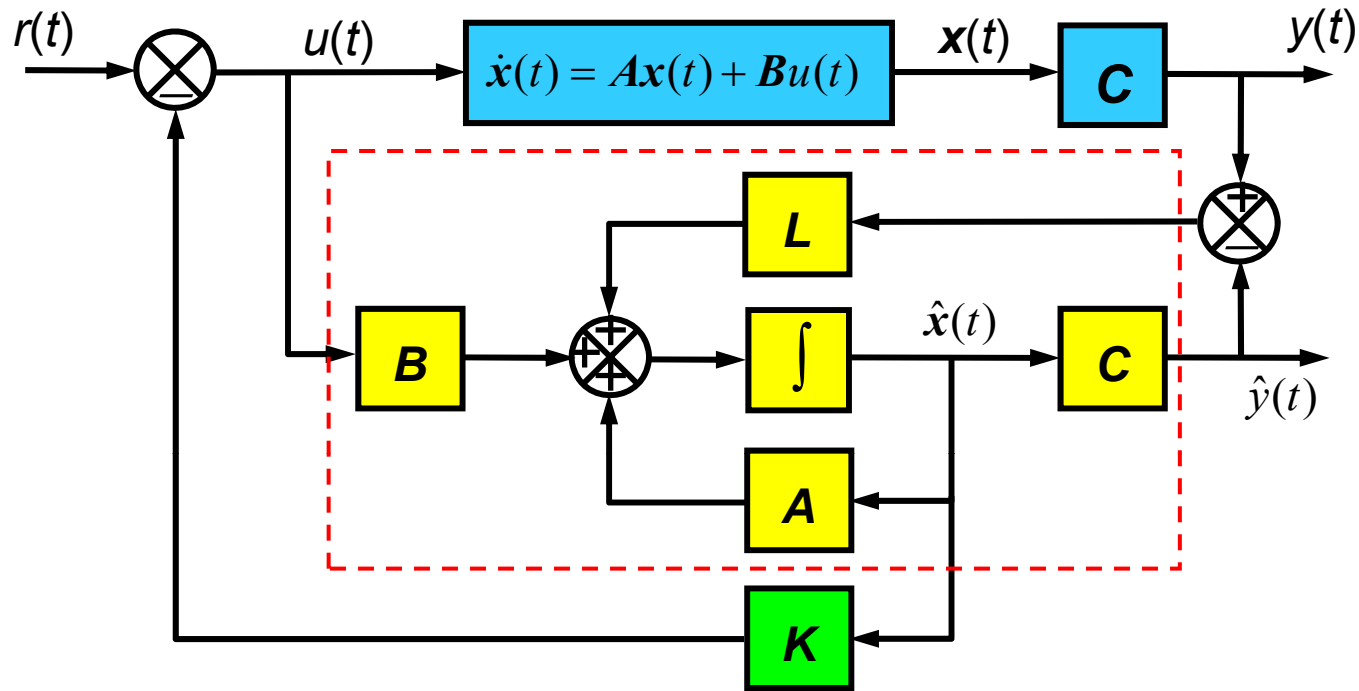 r(t)
u(t)
ẋ(t) = Ax(t) + Bu(t)
x(t)
C
y(t)
−
L
+
−
B
+
+
+
∫
x̂(t)
C
ŷ(t)
A
K